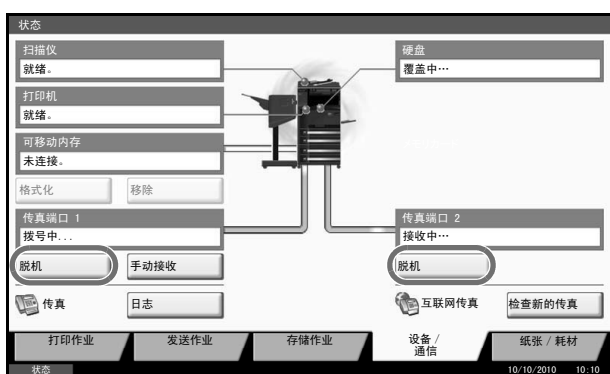 状态
扫描仪
就绪。
硬盘
覆盖中…
打印机
就绪。
可移动内存
未连接。
格式化
移除
传真端口 1
拨号中...
传真端口 2
接收中…
脱机
手动接收
脱机
传真
日志
互联网传真
检查新的传真
打印作业
发送作业
存储作业
设备 /
通信
纸张 / 耗材
状态
10/10/2010 10:10